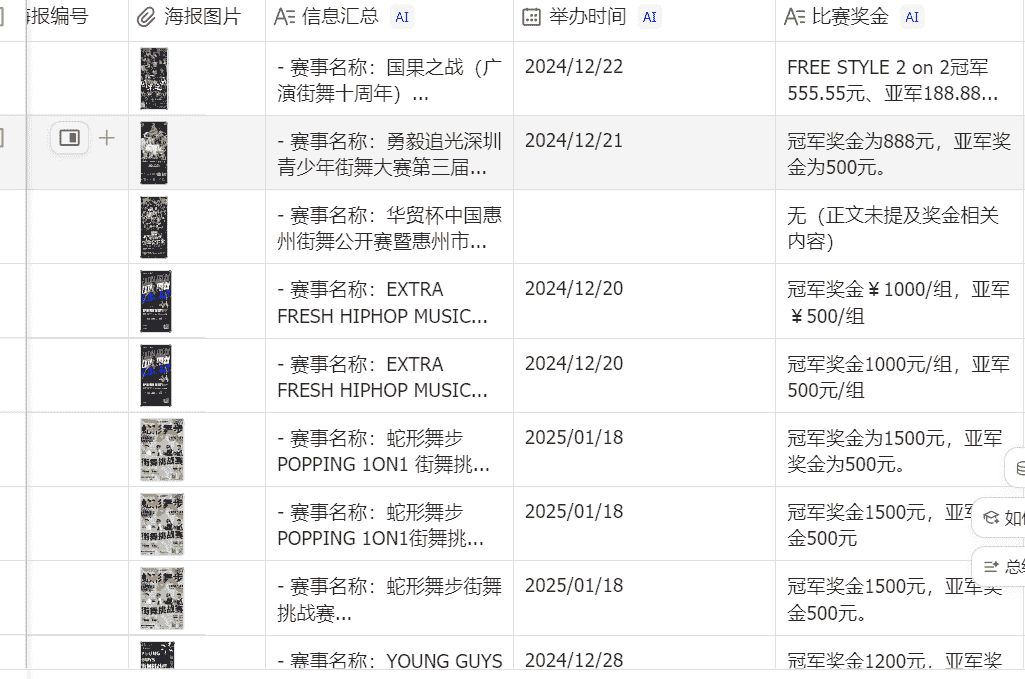 报编号
海报图片
信息汇总 AI
举办时间 AI
比赛奖金 AI
- 赛事名称：国果之战（广
演街舞十周年）...
2024/12/22
FREE STYLE 2 on 2冠军
555.55元、亚军188.88...
- 赛事名称：勇毅追光深圳
青少年街舞大赛第三届...
2024/12/21
冠军奖金为888元，亚军奖
金为500元。
- 赛事名称：华贸杯中国惠
州街舞公开赛暨惠州市...
无（正文未提及奖金相关
内容）
- 赛事名称：EXTRA
FRESH HIPHOP MUSIC...
2024/12/20
冠军奖金￥1000/组，亚军
￥500/组
- 赛事名称：EXTRA
FRESH HIPHOP MUSIC...
2024/12/20
冠军奖金1000元/组，亚军
500元/组
- 赛事名称：蛇形舞步
POPPING 1ON1 街舞挑...
2025/01/18
冠军奖金为1500元，亚军
奖金为500元。
- 赛事名称：蛇形舞步
POPPING 1ON1街舞挑...
2025/01/18
冠军奖金1500元，亚军
金500元
如何
- 赛事名称：蛇形舞步街舞
挑战赛...
2025/01/18
冠军奖金1500元，亚军奖
金500元。
总结
YOUNG
GUYS
- 赛事名称：YOUNG GUYS
2024/12/28
冠军奖金1200元，亚军奖